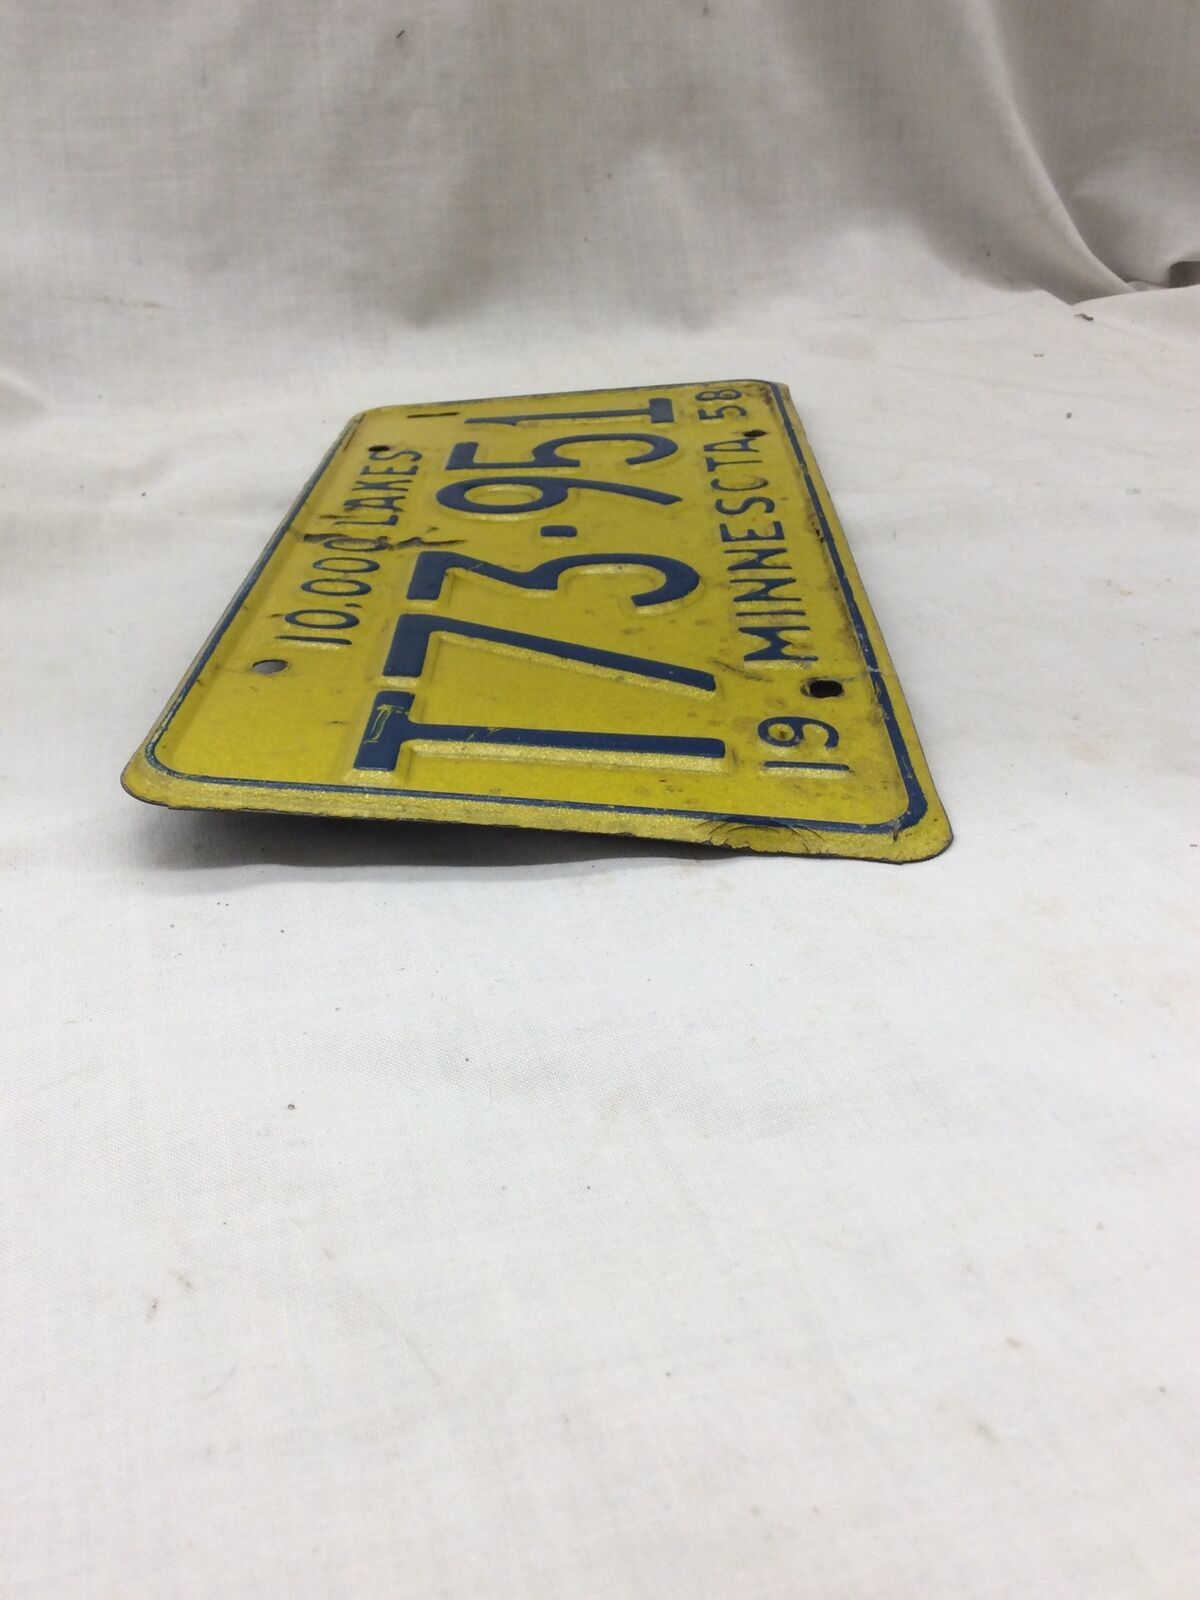 10,000 LAKES
T73·951
19 MINNESOTA 58